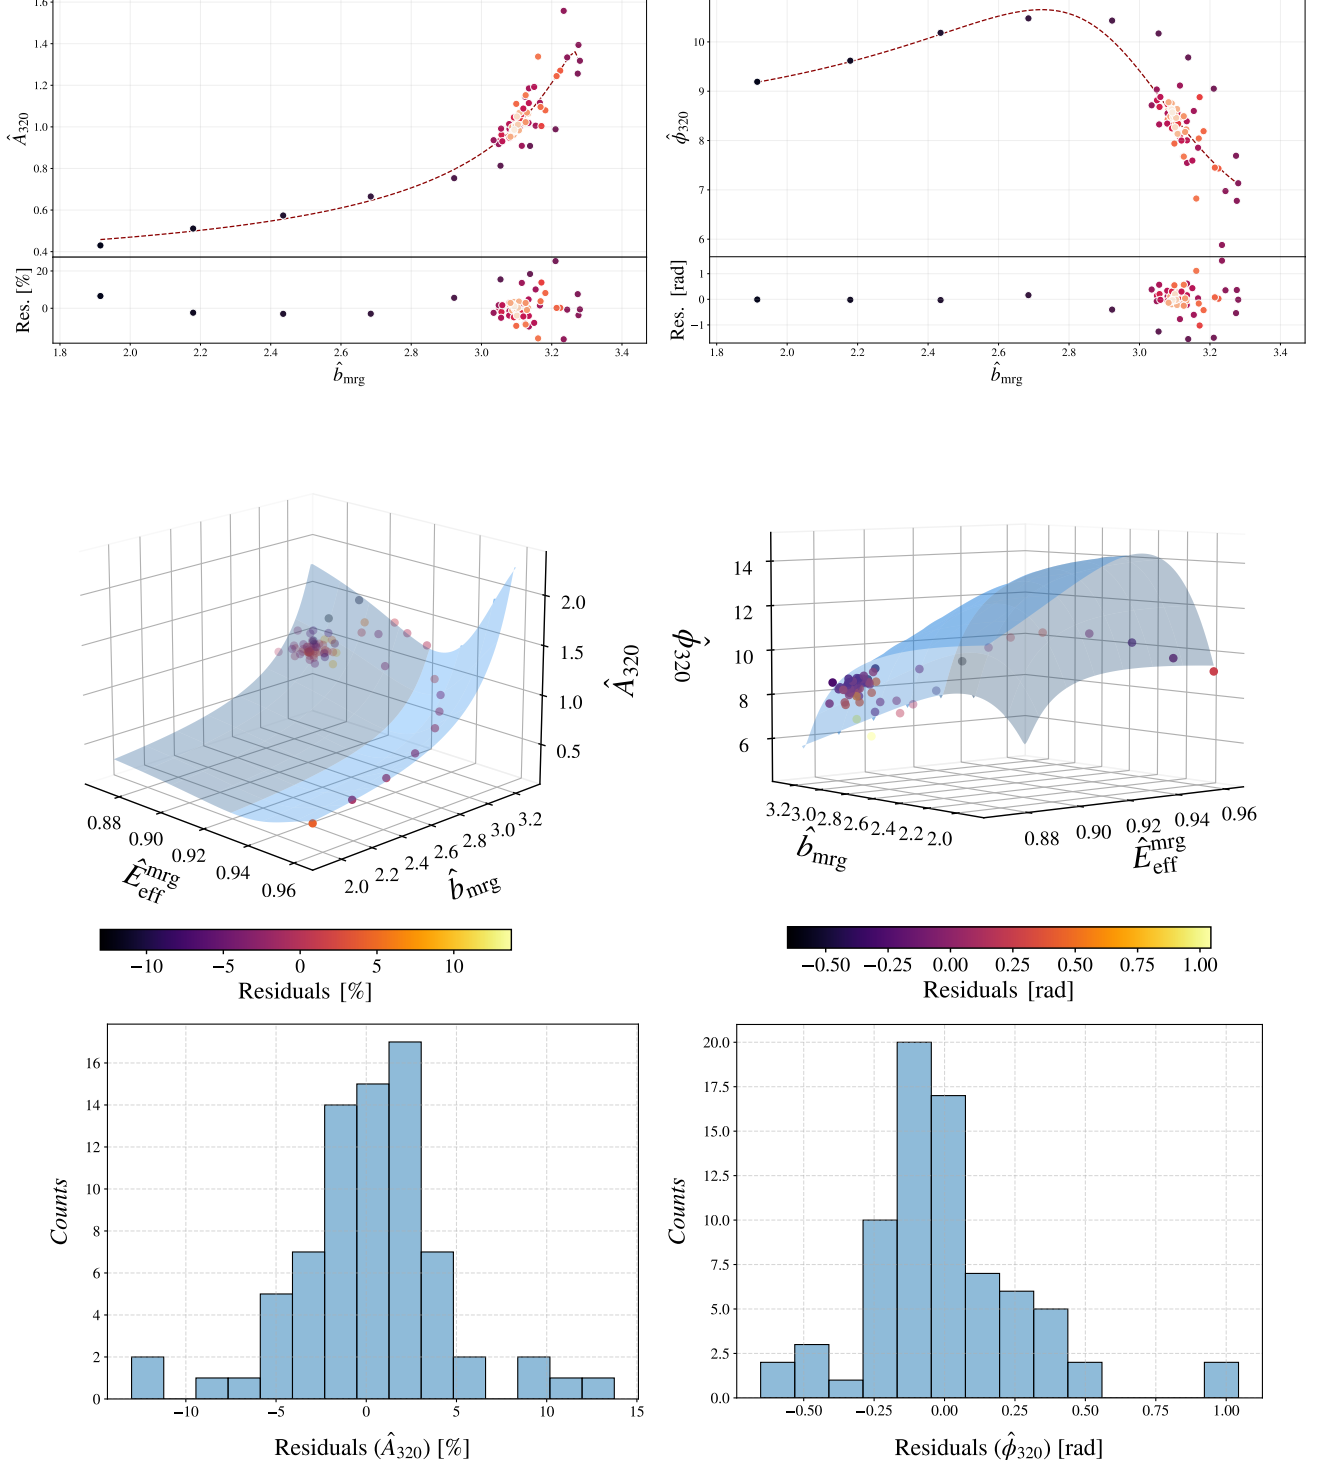 1.6
1.4
1.2
1.0
0.8
0.6
0.4
Â320
20
0
Res. [%]
1.8 2.0 2.2 2.4 2.6 2.8 3.0 3.2 3.4
b̂mrg
10
9
8
7
6
ϕ̂320
1
0
−1
Res. [rad]
1.8 2.0 2.2 2.4 2.6 2.8 3.0 3.2 3.4
b̂mrg
2.0
1.5
1.0
0.5
Â320
0.88 0.90 0.92 0.94 0.96
Êeffmrg
2.0 2.2 2.4 2.6 2.8 3.0 3.2
b̂mrg
−10 −5 0 5 10
Residuals [%]
14
12
10
8
6
ϕ̂320
3.2 3.0 2.8 2.6 2.4 2.2 2.0
b̂mrg
0.88 0.90 0.92 0.94 0.96
Êeffmrg
−0.50 −0.25 0.00 0.25 0.50 0.75 1.00
Residuals [rad]
16
14
12
10
8
6
4
2
0
Counts
−10 −5 0 5 10 15
Residuals (Â320) [%]
20.0
17.5
15.0
12.5
10.0
7.5
5.0
2.5
0.0
Counts
−0.50 −0.25 0.00 0.25 0.50 0.75 1.00
Residuals (ϕ̂320) [rad]